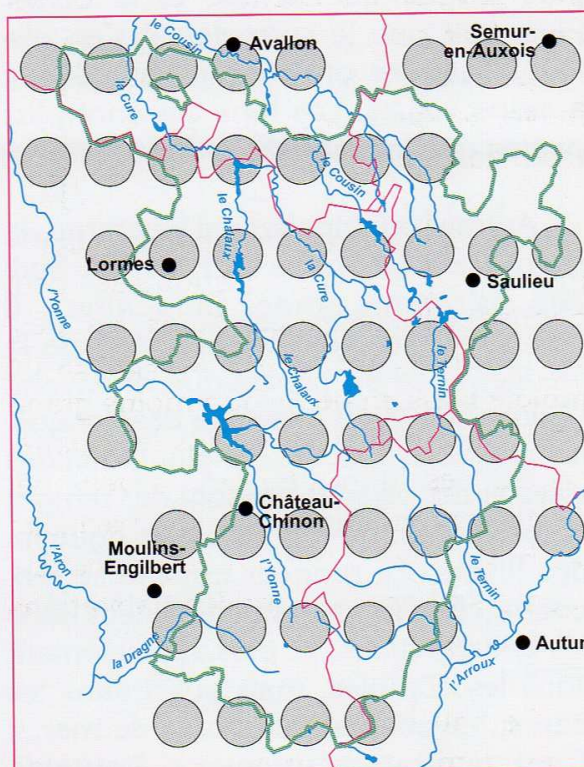 le Cousin
Avallon
Semur-
en-Auxois
la Cure
le Cousin
le Chalaux
Lormes
la Cure
Saulieu
l'Yonne
le Ternin
le Chalaux
Château-
Chinon
l'Aron
Moulins-
Engilbert
l'Yonne
le Ternin
la Dragne
Autun
l'Arroux